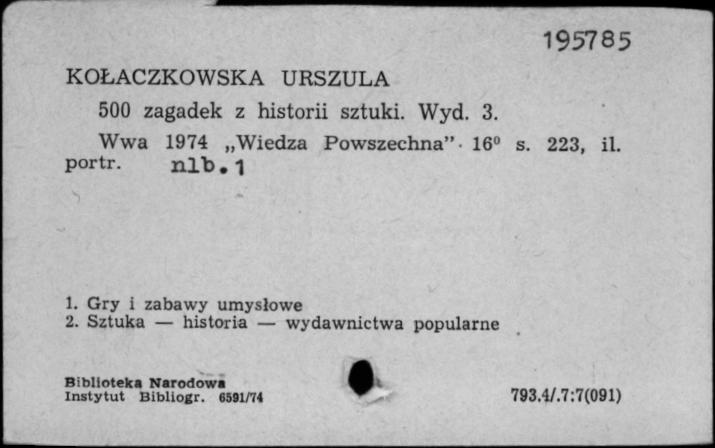 195785
KOŁACZKOWSKA URSZULA
500 zagadek z historii sztuki. Wyd. 3.
Wwa 1974 „Wiedza Powszechna” 16⁰ s. 223, il.
portr. nlb.1
1. Gry i zabawy umysłowe
2. Sztuka — historia — wydawnictwa popularne
Biblioteka Narodowa
Instytut Bibliogr. 6591/74
793.4/.7:7(091)